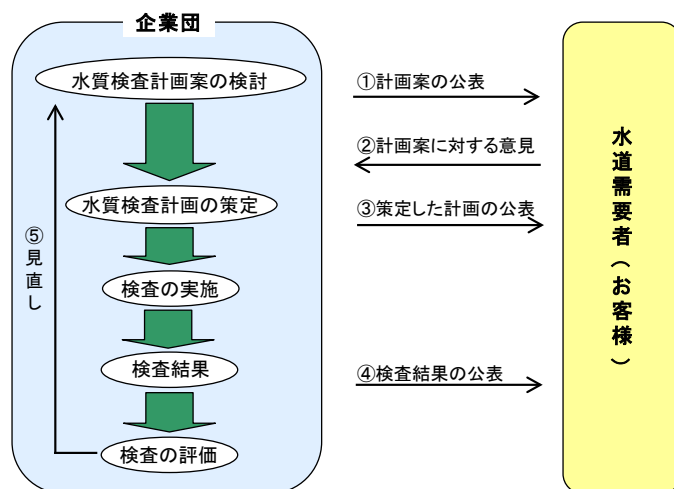 企業団
水質検査計画案の検討
①計画案の公表
②計画案に対する意見
水質検査計画の策定
③策定した計画の公表
検査の実施
検査結果
④検査結果の公表
検査の評価
⑤見直し
水道需要者(お客様)